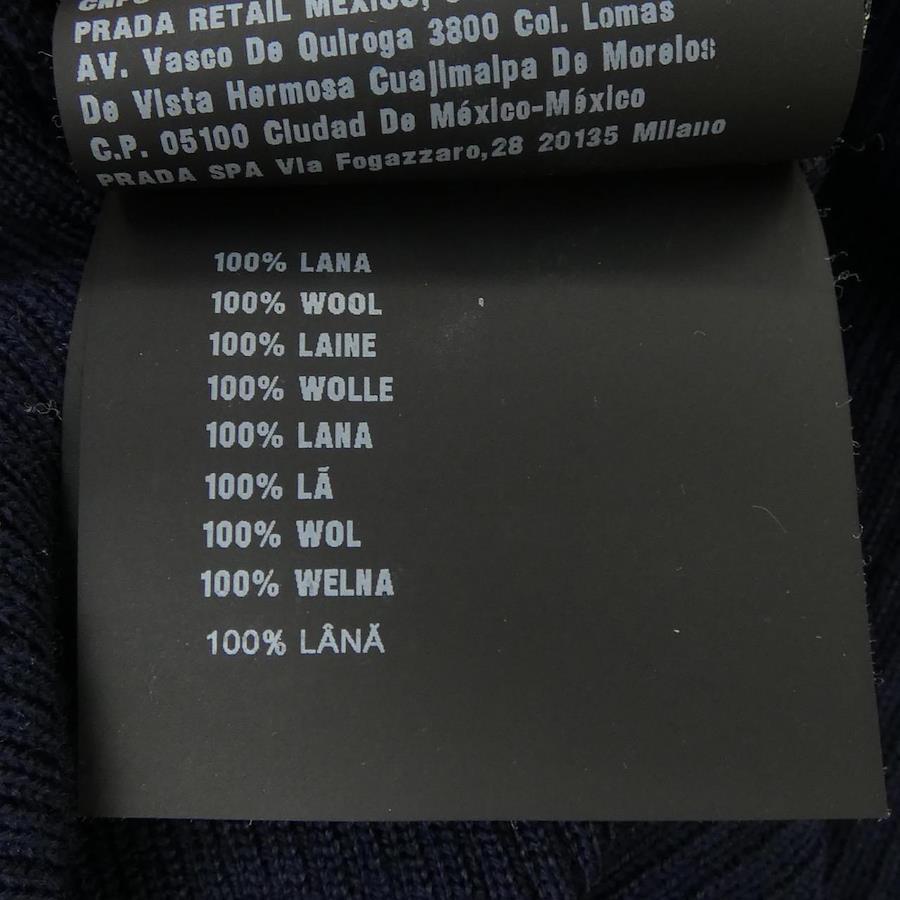 PRADA RETAIL MEXICO,
AV. Vasco De Quiroga 3800 Col. Lomas
De Vista Hermosa Cuajimalpa De Morelos
C.P. 05100 Ciudad De México-México
PRADA SPA Via Fogazzaro,28 20135 Milano
100% LANA
100% WOOL
100% LAINE
100% WOLLE
100% LANA
100% LÃ
100% WOL
100% WELNA
100% LÂNĂ